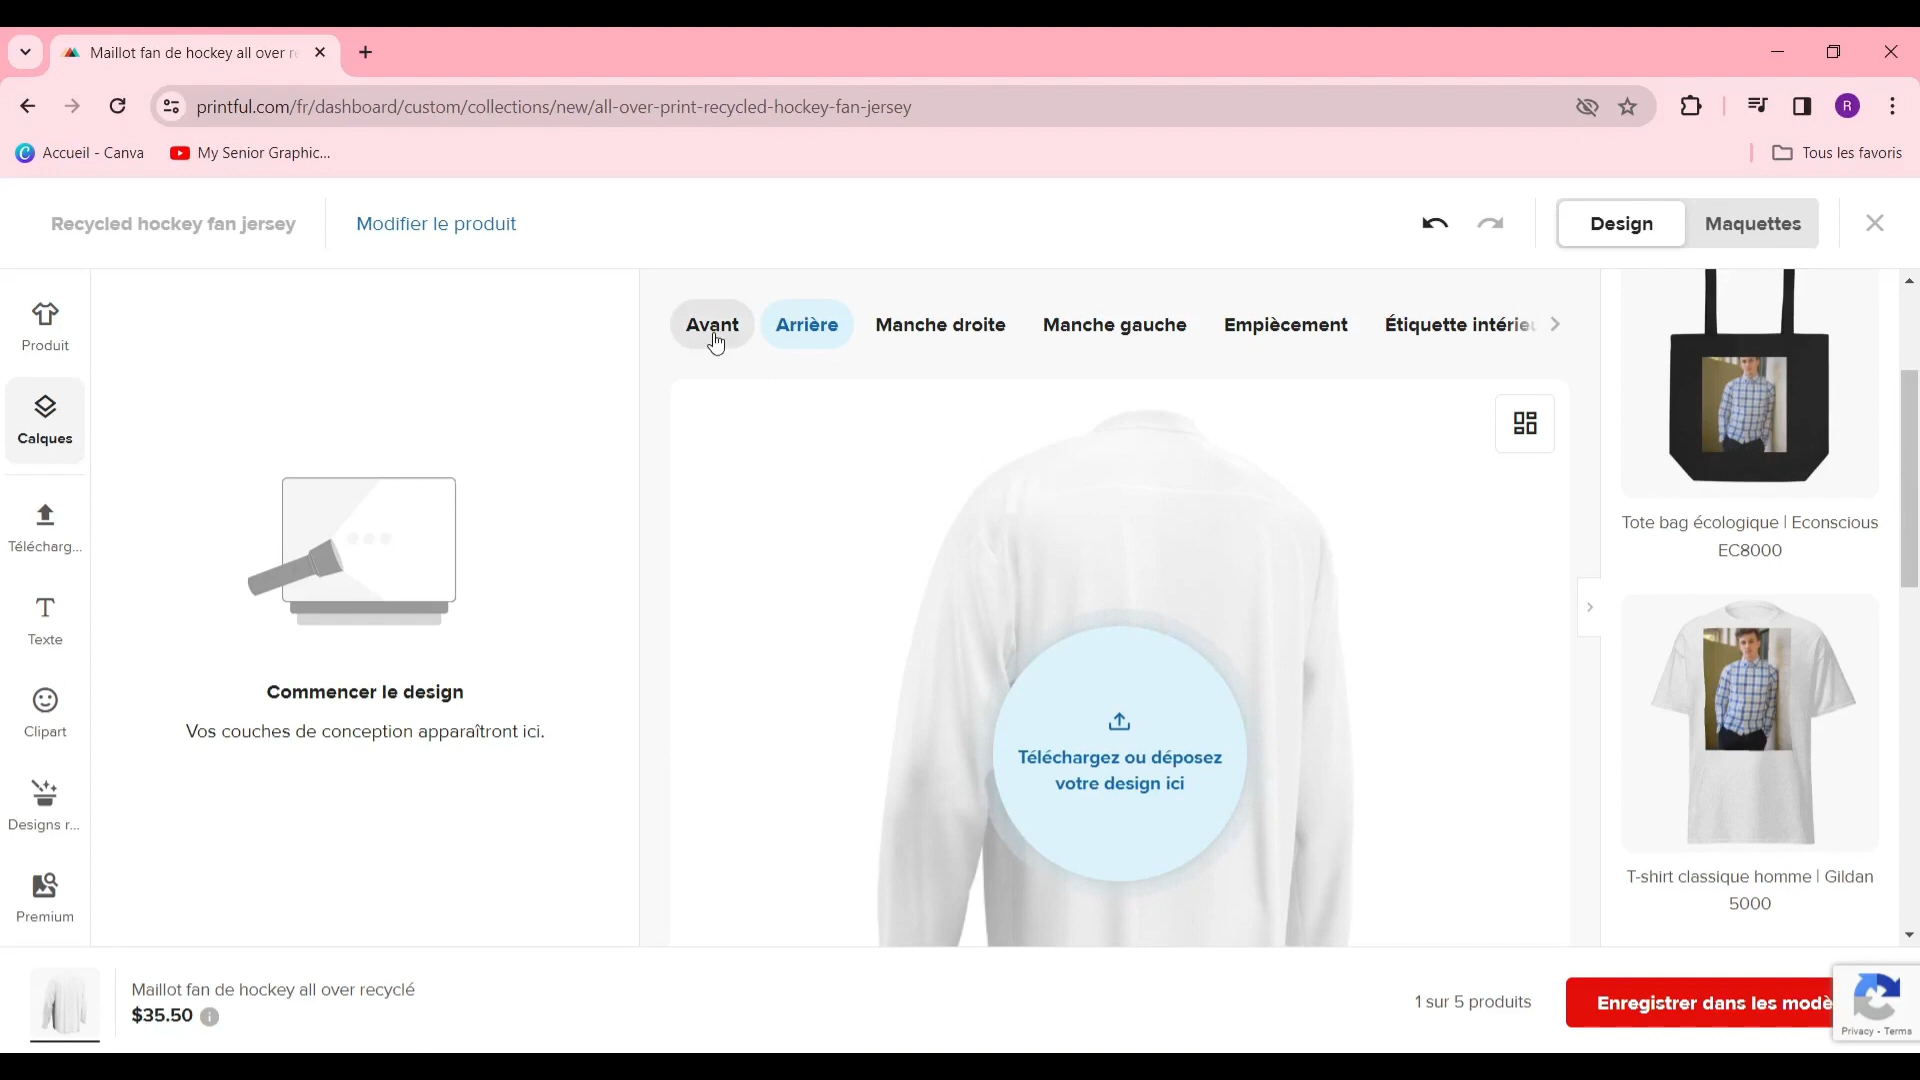 Maillot fan de hockey all over re
printful.com/fr/dashboard/custom/collections/new/all-over-print-recycled-hockey-fan-jersey
R
Accueil - Canva
My Senior Graphic...
Tous les favoris
Recycled hockey fan jersey
Modifier le produit
Design
Maquettes
Produit
Calques
Télécharg...
Texte
Clipart
Designs r...
Premium
Commencer le design
Vos couches de conception apparaîtront ici.
Avant
Arrière
Manche droite
Manche gauche
Empiècement
Étiquette intérieu
Téléchargez ou déposez
votre design ici
Tote bag écologique | Econscious
EC8000
T-shirt classique homme | Gildan
5000
Maillot fan de hockey all over recyclé
$35.50
1 sur 5 produits
Enregistrer dans les modè
Privacy - Terms